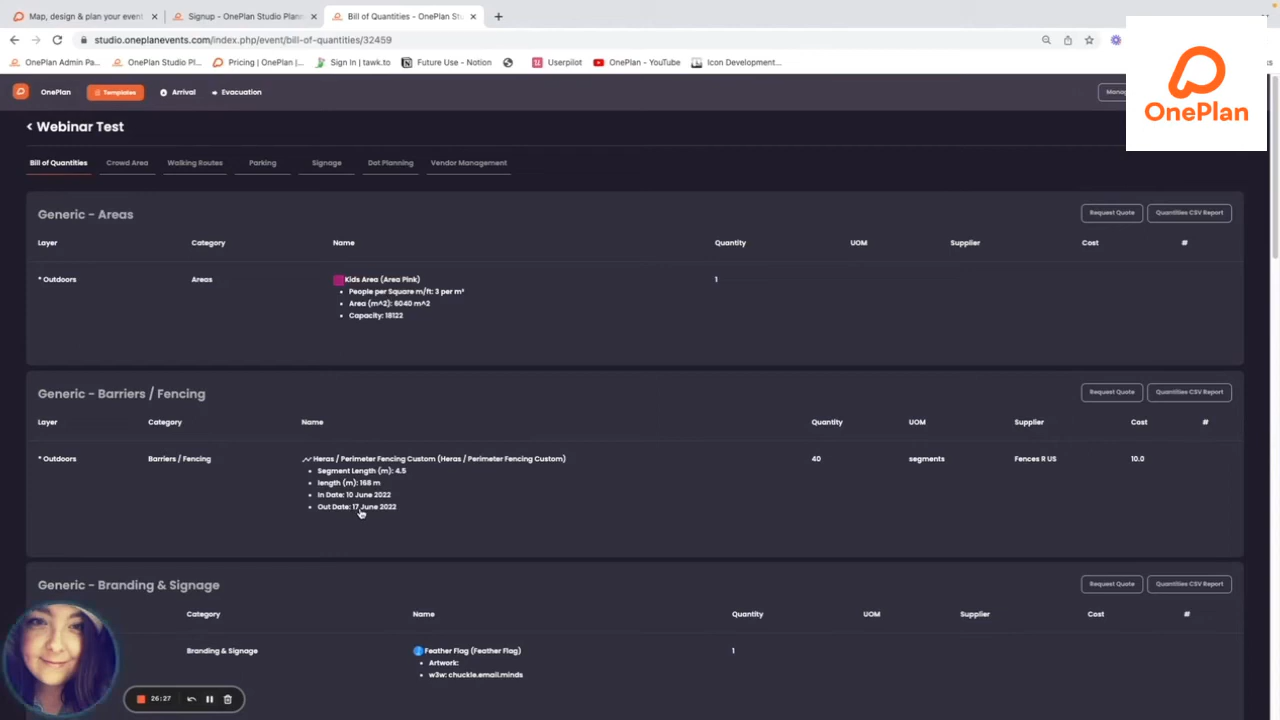 Map, design & plan your event
Signup - OnePlan Studio Plann
Bill of Quantities - OnePlan Stu
studio.oneplanevents.com/index.php/event/bill-of-quantities/32459
OnePlan Admin Pa... OnePlan Studio Pl... Pricing | OnePlan |... Sign In | tawk.to Future Use - Notion Userpilot OnePlan - YouTube Icon Development...
OnePlan Templates Arrival Evacuation
OnePlan
< Webinar Test
Bill of Quantities Crowd Area Walking Routes Parking Signage Dot Planning Vendor Management
Generic - Areas Request Quote Quantities CSV Report
Layer Category Name Quantity UOM Supplier Cost #
* Outdoors Areas Kids Area (Area Pink) 1
• People per Square m/ft: 3 per m²
• Area (m^2): 6040 m^2
• Capacity: 18122
Generic - Barriers / Fencing Request Quote Quantities CSV Report
Layer Category Name Quantity UOM Supplier Cost #
* Outdoors Barriers / Fencing Heras / Perimeter Fencing Custom (Heras / Perimeter Fencing Custom) 40 segments Fences R US 10.0
• Segment Length (m): 4.5
• length (m): 168 m
• In Date: 10 June 2022
• Out Date: 17 June 2022
Generic - Branding & Signage Request Quote Quantities CSV Report
Category Name Quantity UOM Supplier Cost #
Branding & Signage Feather Flag (Feather Flag) 1
• Artwork:
• w3w: chuckle.email.minds
26:27